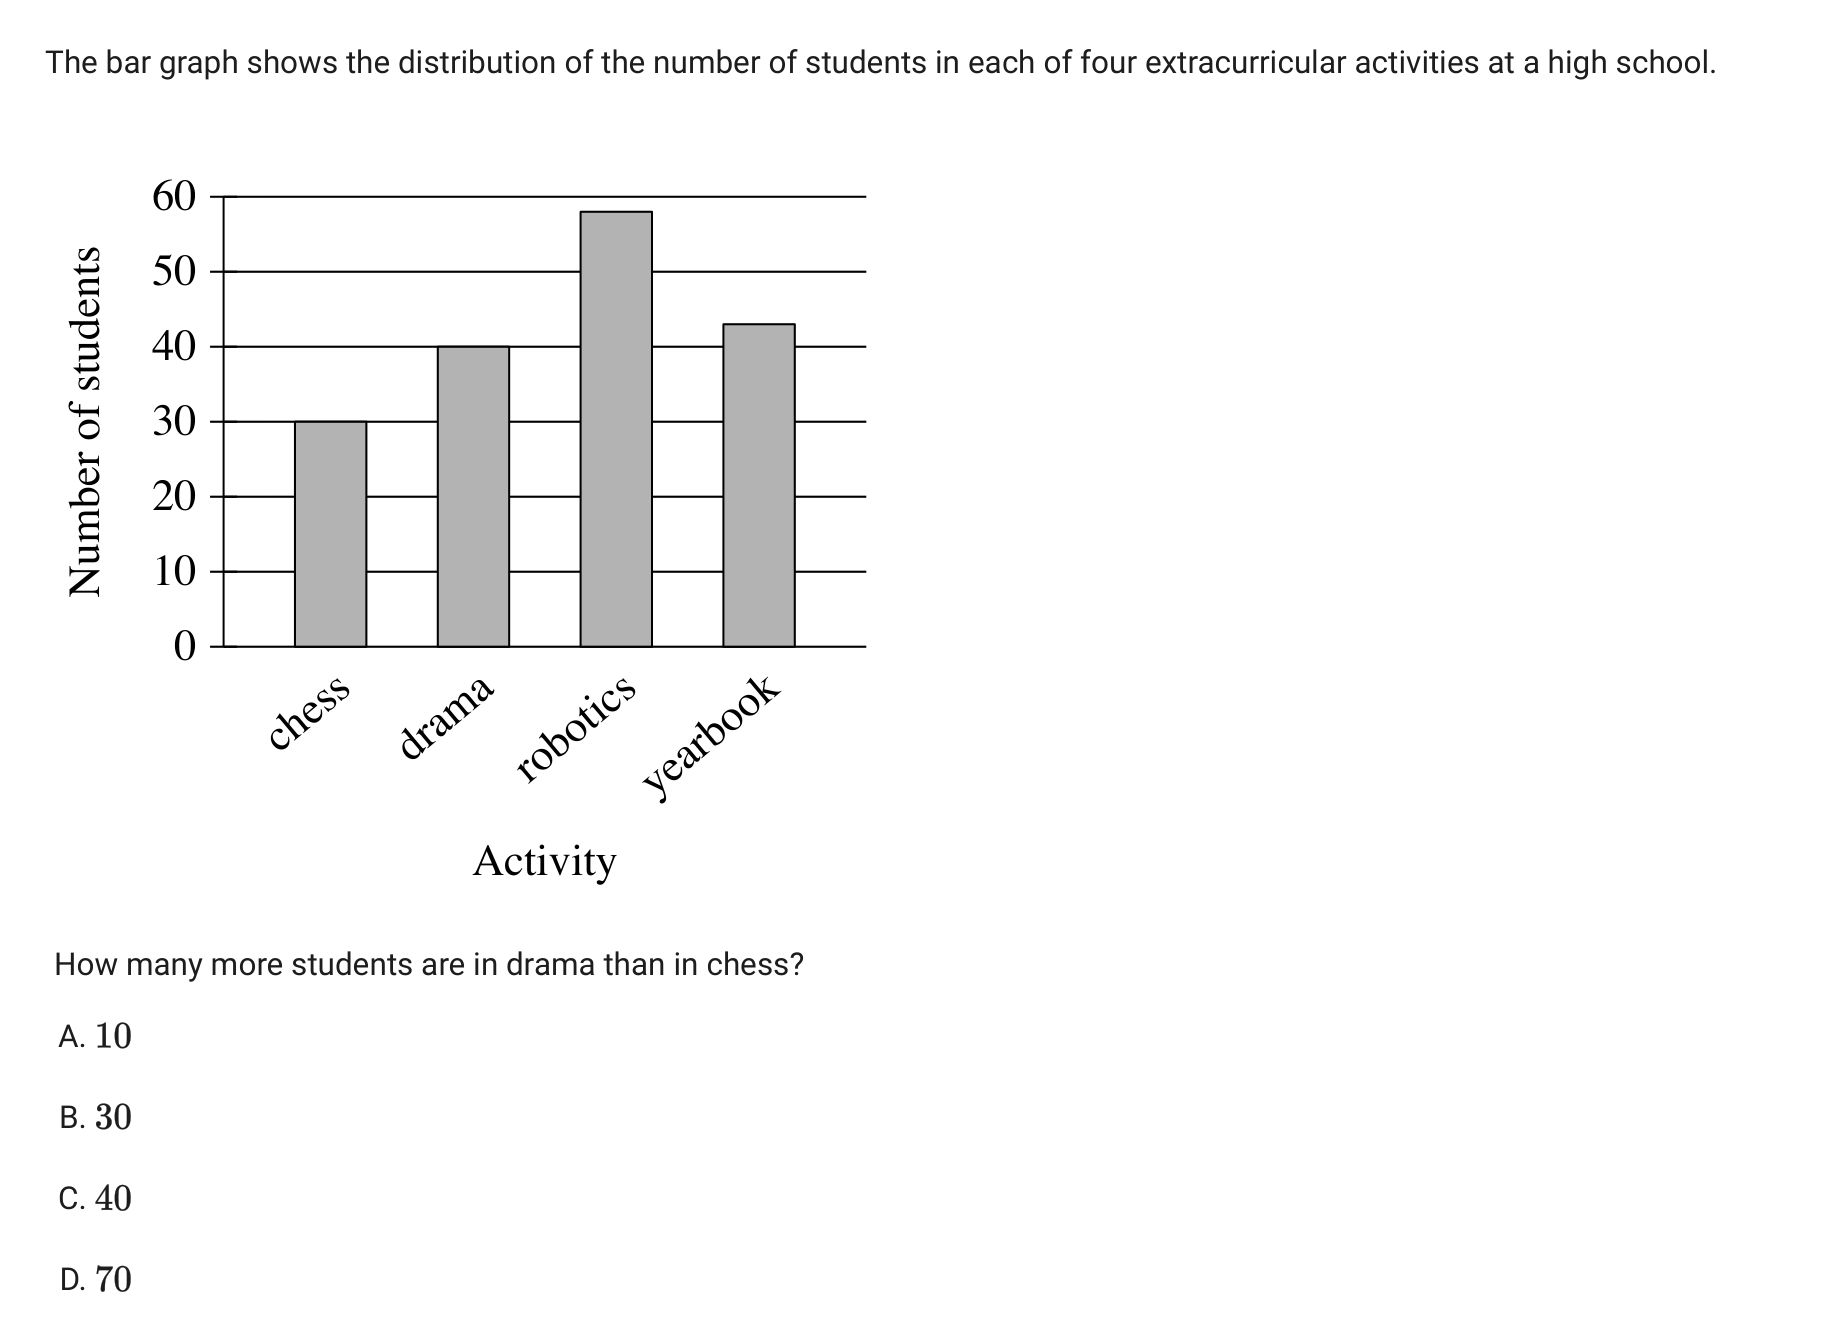 The bar graph shows the distribution of the number of students in each of four extracurricular activities at a high school.
Number of students
60
50
40
30
20
10
0
chess
drama
robotics
yearbook
Activity
How many more students are in drama than in chess?
A. 10
B. 30
C. 40
D. 70